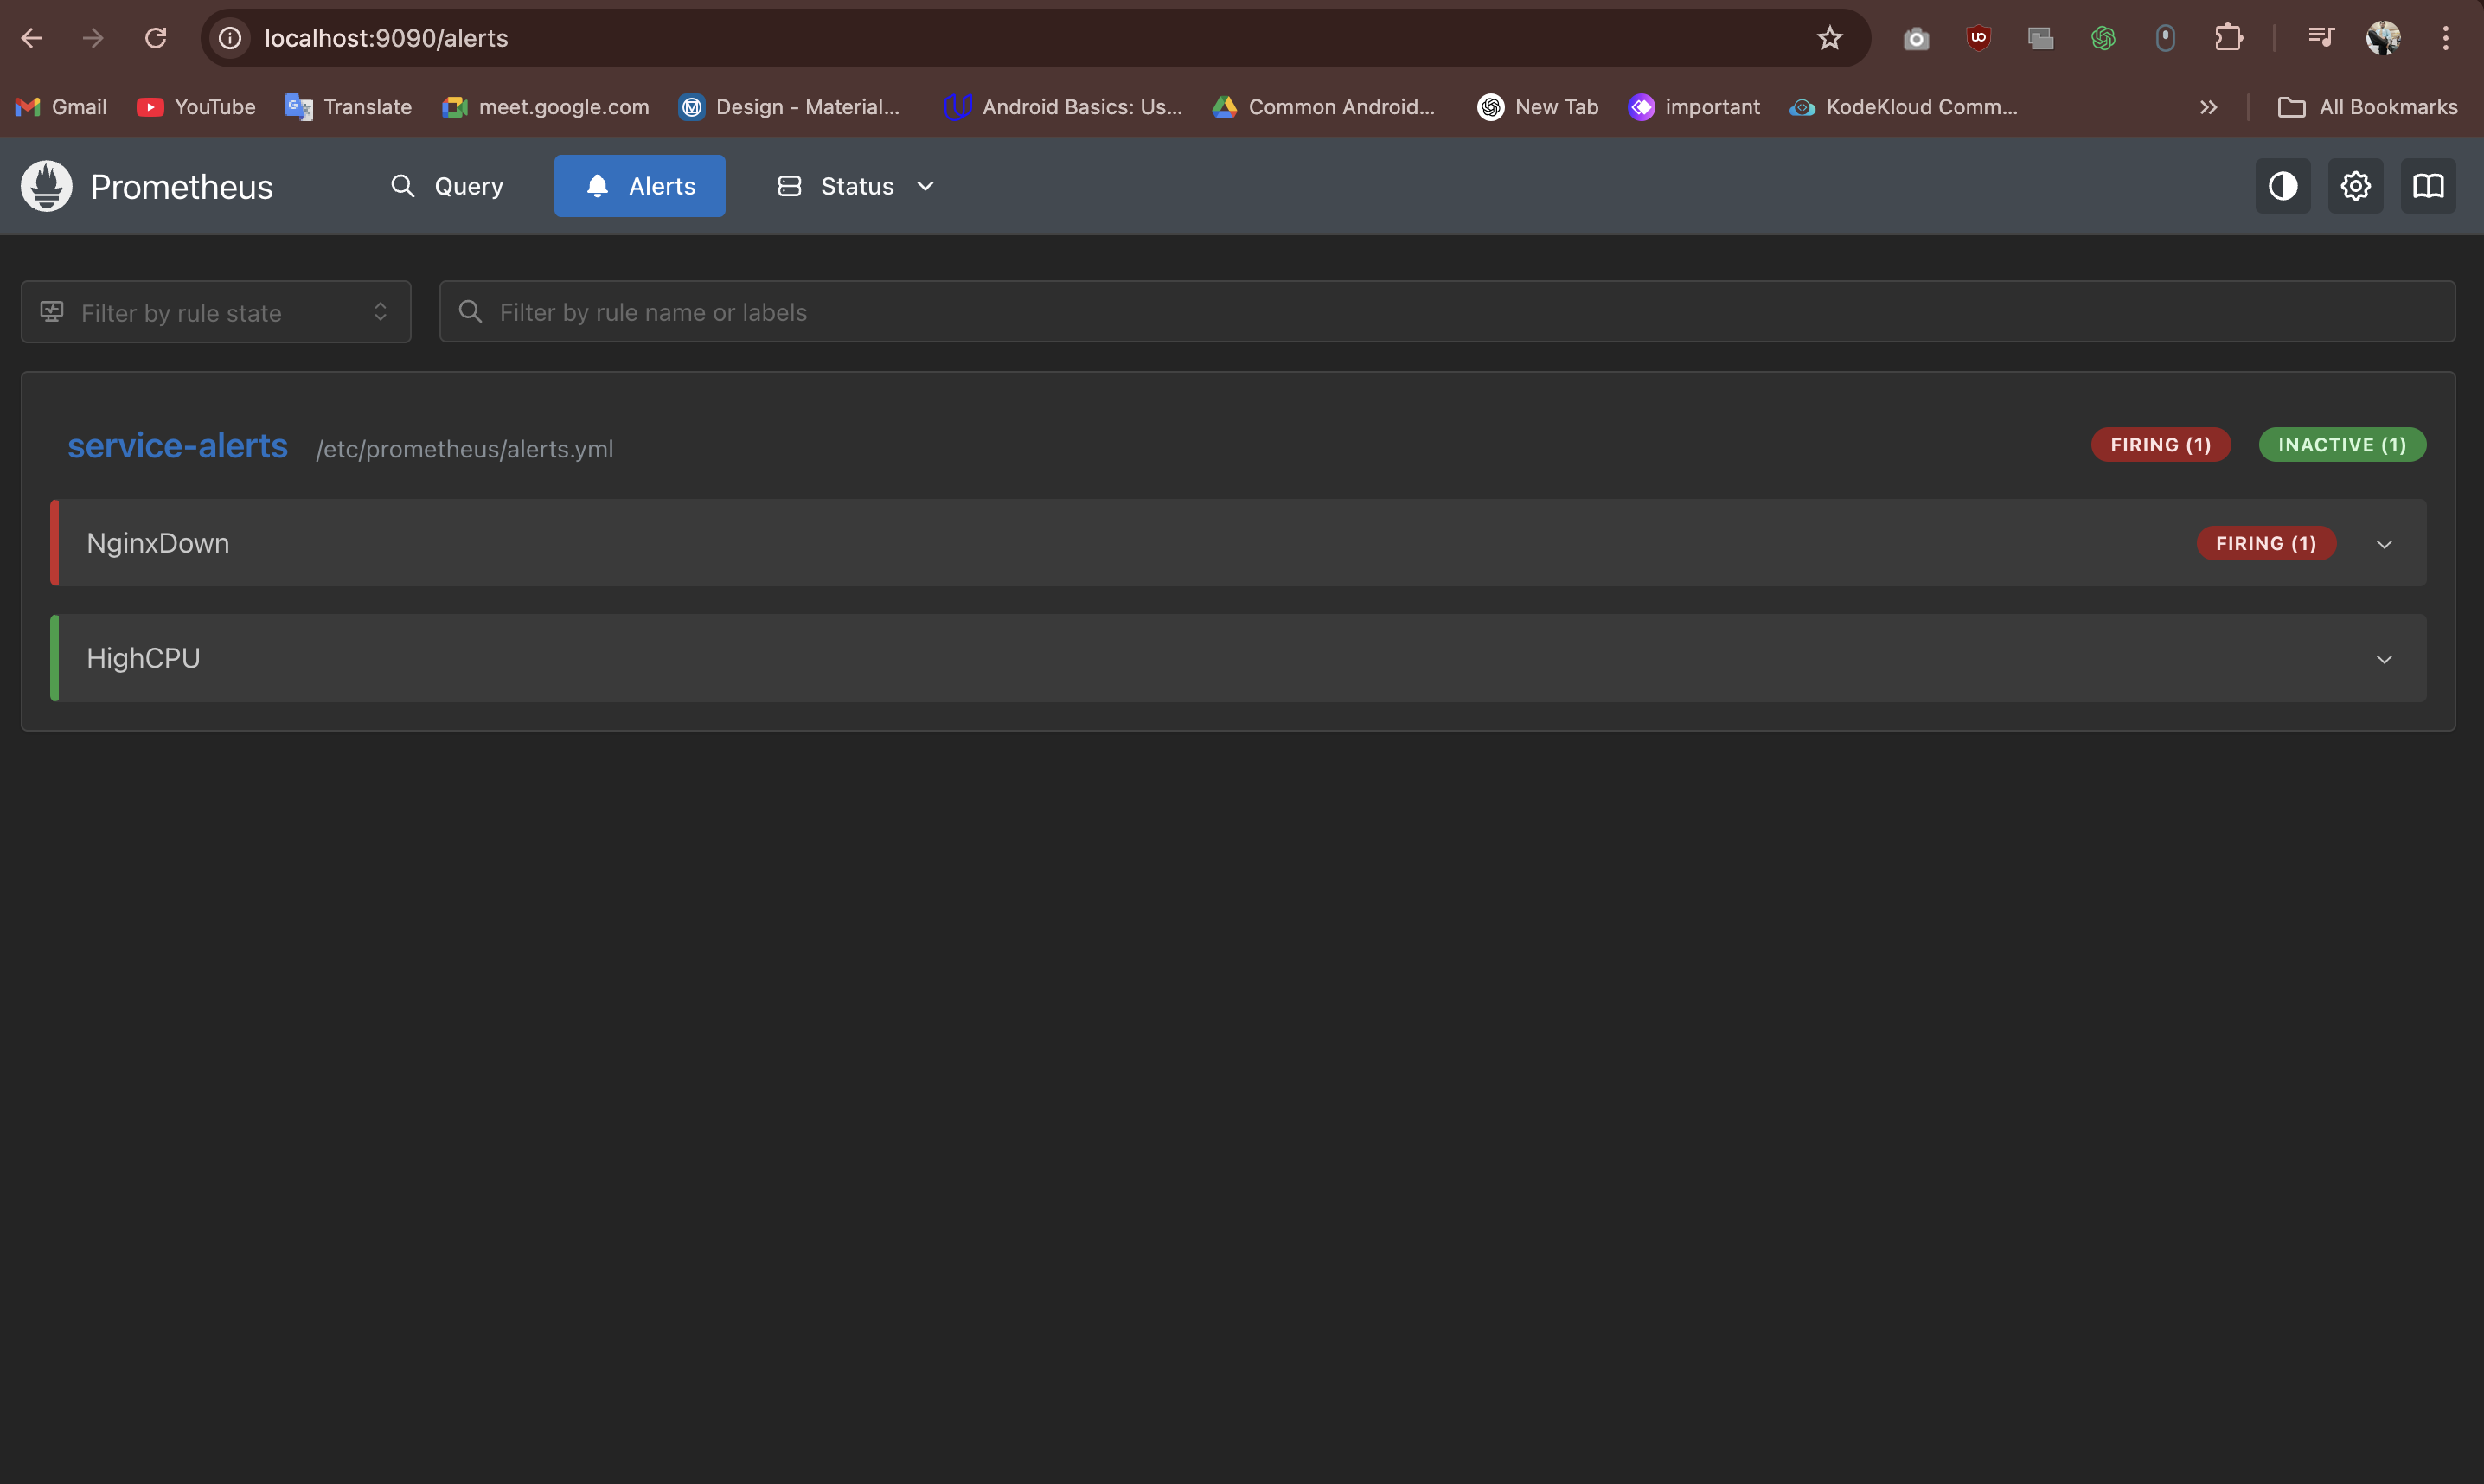 localhost:9090/alerts
Gmail YouTube Translate meet.google.com Design - Material... Android Basics: Us... Common Android... New Tab important KodeKloud Comm... All Bookmarks
Prometheus Query Alerts Status
Filter by rule state Filter by rule name or labels
service-alerts /etc/prometheus/alerts.yml FIRING (1) INACTIVE (1)
NginxDown FIRING (1)
HighCPU